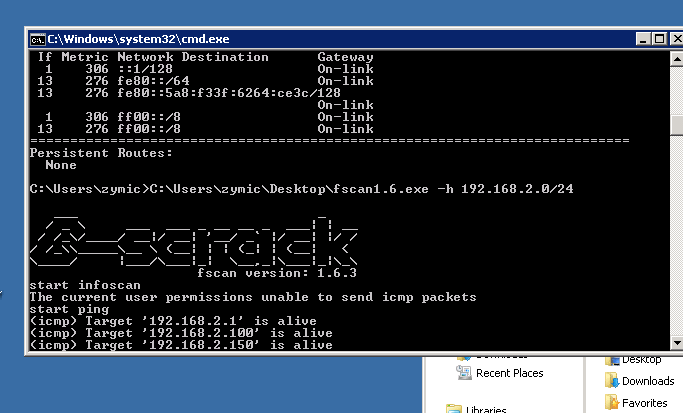 C:\Windows\system32\cmd.exe
If Metric Network Destination Gateway
1 306 ::1/128 On-link
13 276 fe80::/64 On-link
13 276 fe80::5a8:f33f:6264:ce3c/128
On-link
1 306 ff00::/8 On-link
13 276 ff00::/8 On-link
===========================================================================
Persistent Routes:
None
C:\Users\zymic>C:\Users\zymic\Desktop\fscan1.6.exe -h 192.168.2.0/24
fscan version: 1.6.3
start infoscan
The current user permissions unable to send icmp packets
start ping
(icmp) Target '192.168.2.1' is alive
(icmp) Target '192.168.2.100' is alive
(icmp) Target '192.168.2.150' is alive
Desktop
Recent Places
Downloads
Favorites
Libraries